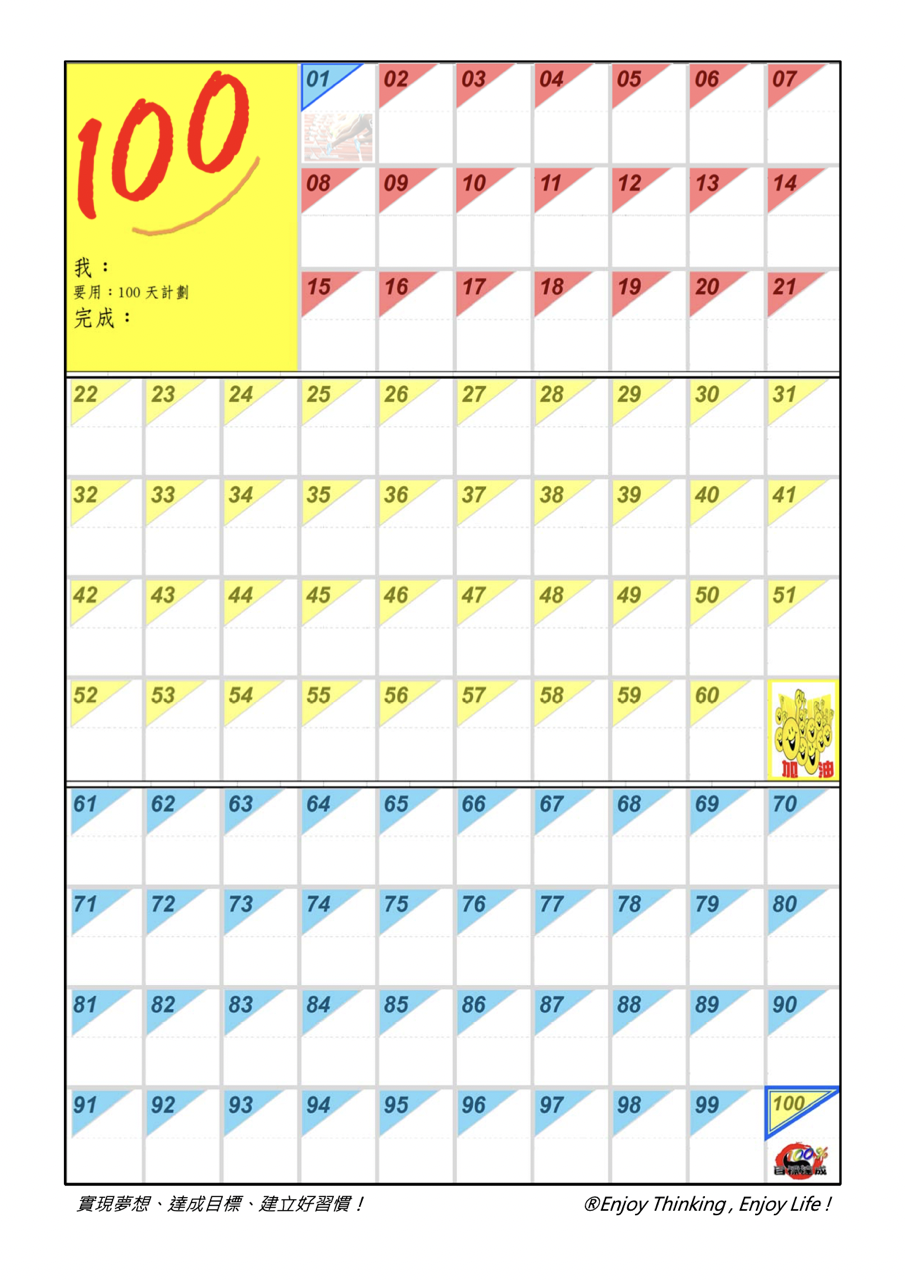 100
我：
要用：100 天計劃
完成：
01 02 03 04 05 06 07
08 09 10 11 12 13 14
15 16 17 18 19 20 21
22 23 24 25 26 27 28 29 30 31
32 33 34 35 36 37 38 39 40 41
42 43 44 45 46 47 48 49 50 51
52 53 54 55 56 57 58 59 60
加油
61 62 63 64 65 66 67 68 69 70
71 72 73 74 75 76 77 78 79 80
81 82 83 84 85 86 87 88 89 90
91 92 93 94 95 96 97 98 99 100
100%
目標達成
實現夢想、達成目標、建立好習慣！
®Enjoy Thinking , Enjoy Life !